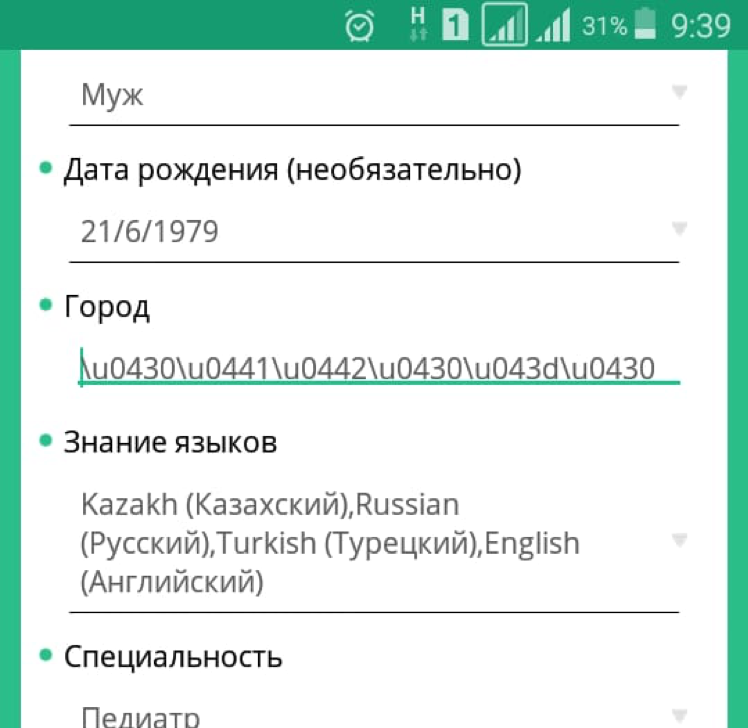 H 1 31% 9:39
Муж
Дата рождения (необязательно)
21/6/1979
Город
\u0430\u0441\u0442\u0430\u043d\u0430
Знание языков
Kazakh (Казахский),Russian
(Русский),Turkish (Турецкий),English
(Английский)
Специальность
Педиатр